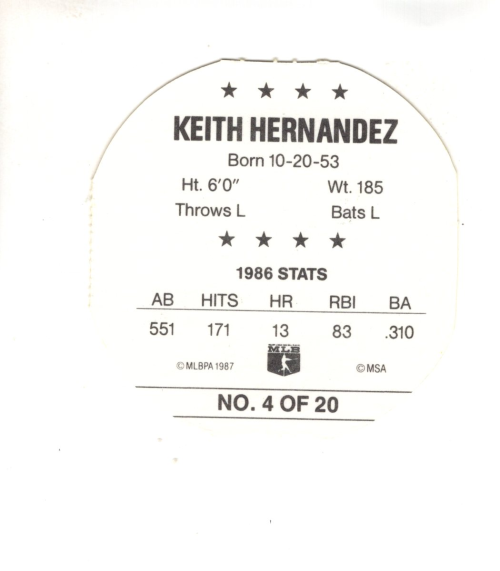 ★ ★ ★ ★
KEITH HERNANDEZ
Born 10-20-53
Ht. 6'0" Wt. 185
Throws L Bats L
★ ★ ★ ★
1986 STATS
AB HITS HR RBI BA
551 171 13 83 .310
© MLBPA 1987 MLB © MSA
NO. 4 OF 20